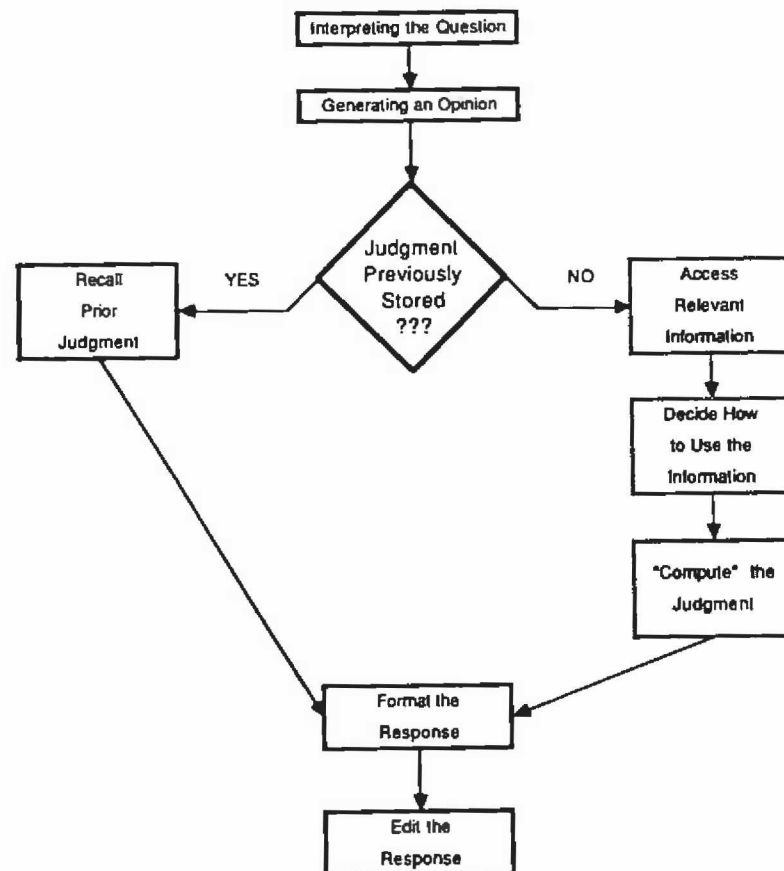 Interpreting the Question
Generating an Opinion
Judgment
Previously
Stored
???
YES
NO
Recall
Prior
Judgment
Access
Relevant
Information
Decide How
to Use the
Information
"Compute" the
Judgment
Format the
Response
Edit the
Response